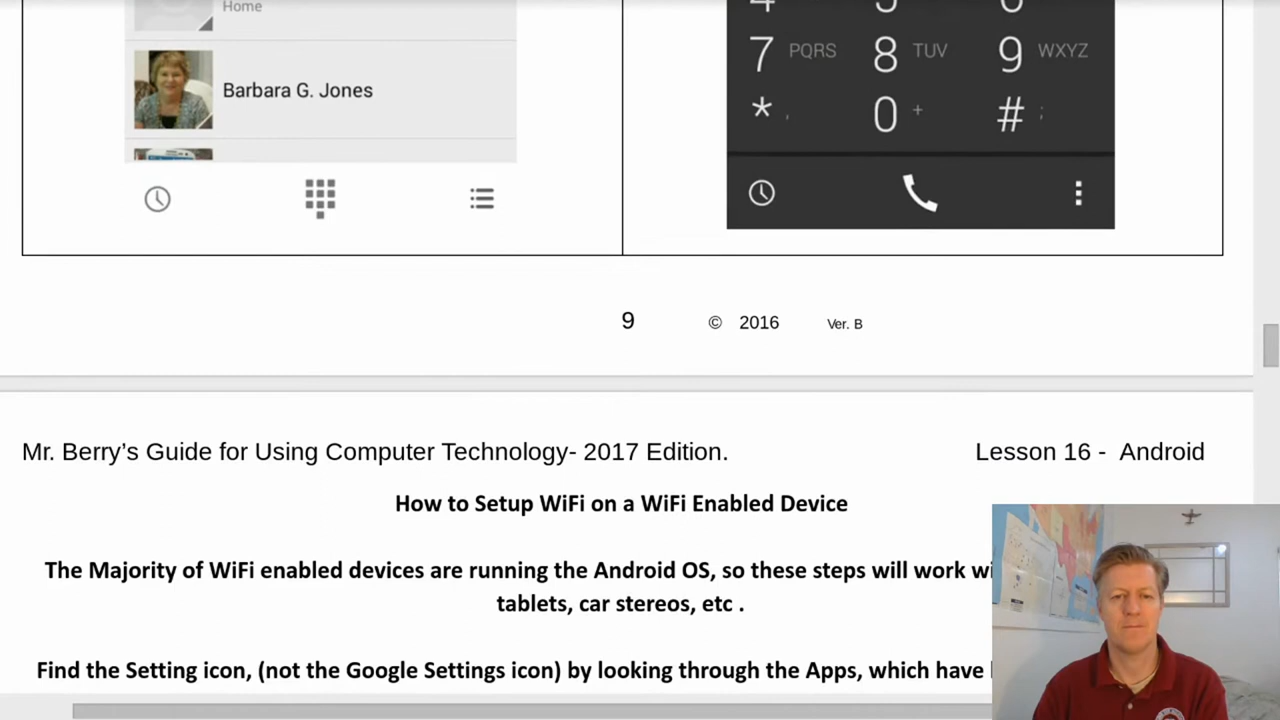 Home
Barbara G. Jones
7 PQRS 8 TUV 9 WXYZ
* , 0 + # ;
9 © 2016 Ver. B
Mr. Berry’s Guide for Using Computer Technology- 2017 Edition. Lesson 16 - Android
How to Setup WiFi on a WiFi Enabled Device
The Majority of WiFi enabled devices are running the Android OS, so these steps will work
tablets, car stereos, etc .
Find the Setting icon, (not the Google Settings icon) by looking through the Apps, which have